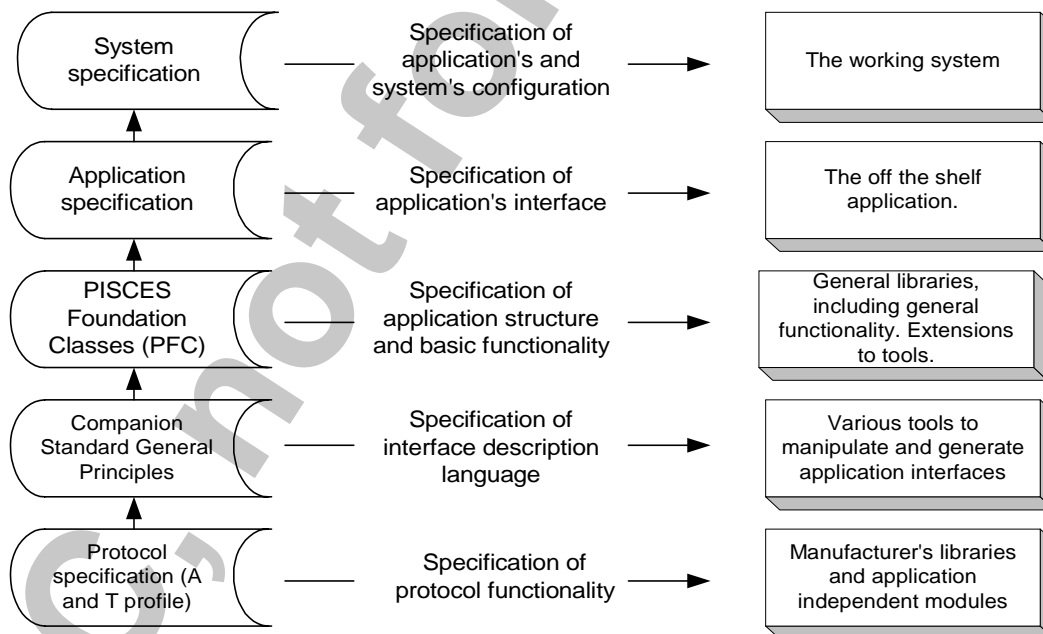 System
specification
Specification of
application's and
system's configuration
The working system
Application
specification
Specification of
application's interface
The off the shelf
application.
PISCES
Foundation
Classes (PFC)
Specification of
application structure
and basic functionality
General libraries,
including general
functionality. Extensions
to tools.
Companion
Standard General
Principles
Specification of
interface description
language
Various tools to
manipulate and generate
application interfaces
Protocol
specification (A
and T profile)
Specification of
protocol functionality
Manufacturer's libraries
and application
independent modules
C, not fo